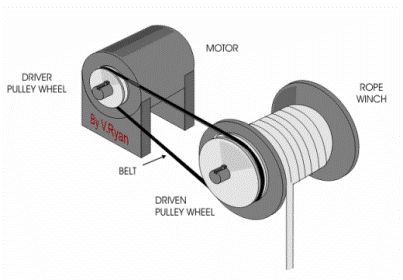 MOTOR
DRIVER
PULLEY WHEEL
ROPE
WINCH
By V.Ryan
BELT
DRIVEN
PULLEY WHEEL